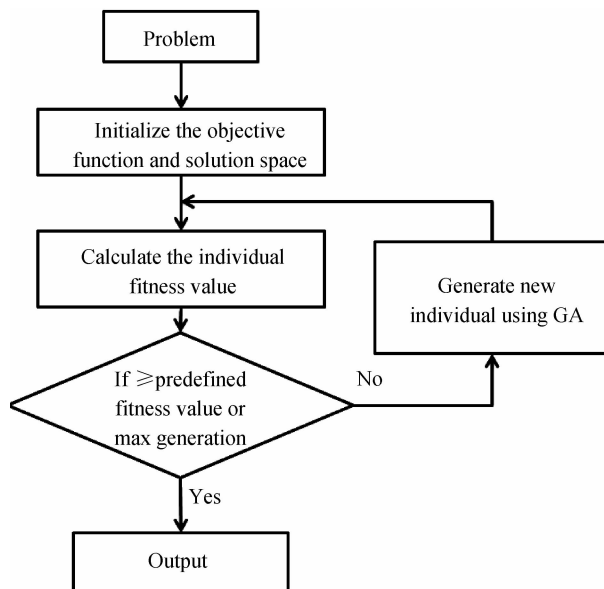 Problem
Initialize the objective
function and solution space
Calculate the individual
fitness value
Generate new
individual using GA
If ≥predefined
fitness value or
max generation
No
Yes
Output